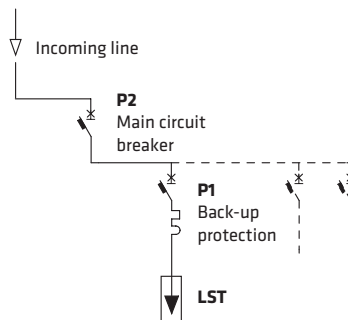 Incoming line
P2
Main circuit
breaker
P1
Back-up
protection
LST